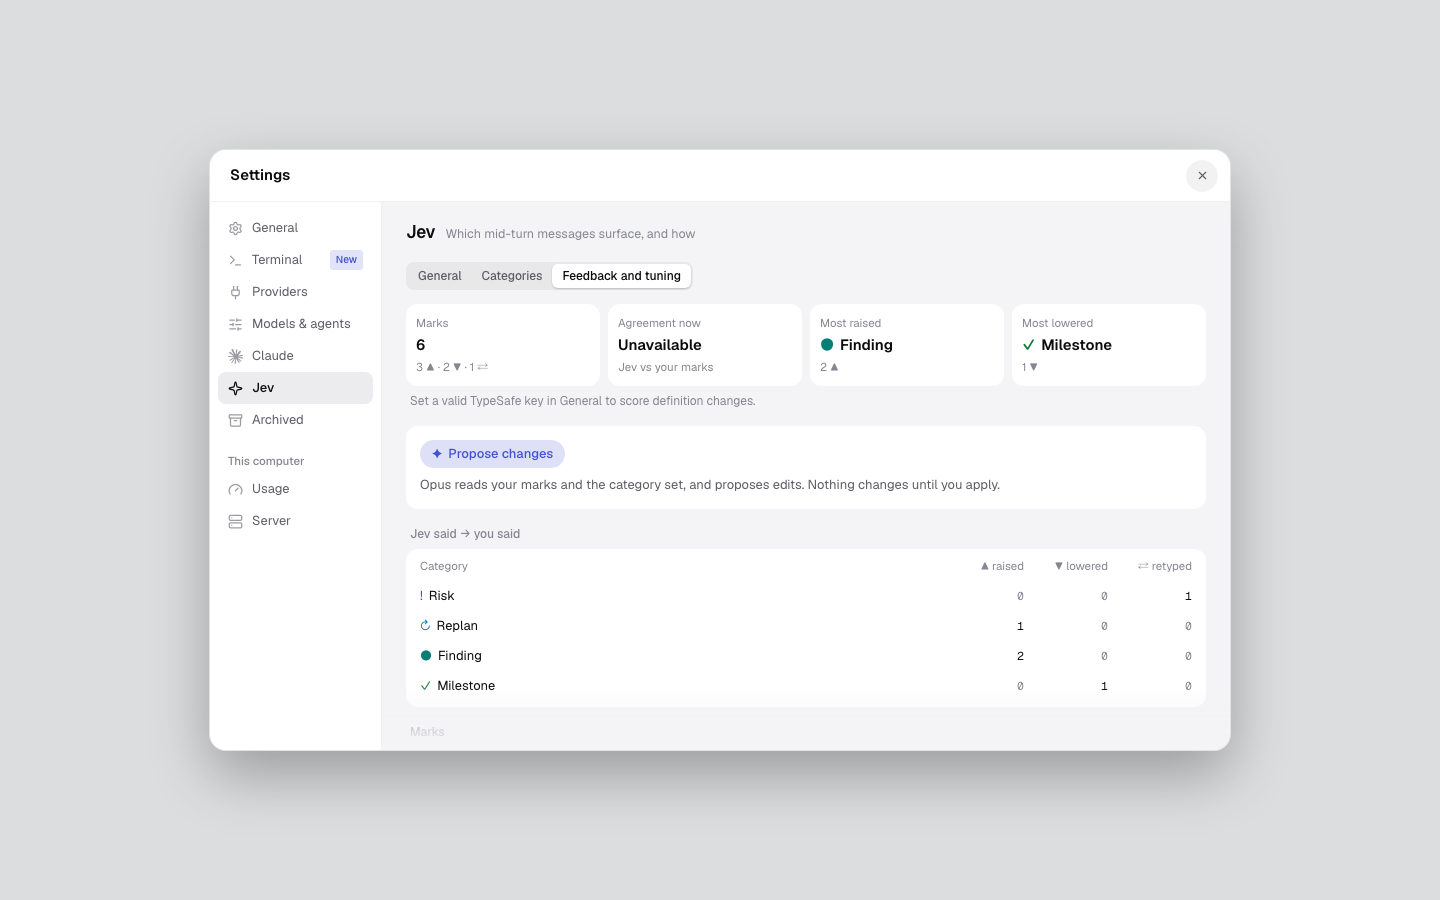 Settings
General
Terminal New
Providers
Models & agents
Claude
Jev
Archived
This computer
Usage
Server
Jev Which mid-turn messages surface, and how
General Categories Feedback and tuning
Marks
6
3 ▲ · 2 ▼ · 1 ⇄
Agreement now
Unavailable
Jev vs your marks
Most raised
Finding
2 ▲
Most lowered
✓ Milestone
1 ▼
Set a valid TypeSafe key in General to score definition changes.
✦ Propose changes
Opus reads your marks and the category set, and proposes edits. Nothing changes until you apply.
Jev said → you said
Category ▲ raised ▼ lowered ⇄ retyped
! Risk 0 0 1
↻ Replan 1 0 0
● Finding 2 0 0
✓ Milestone 0 1 0
Marks